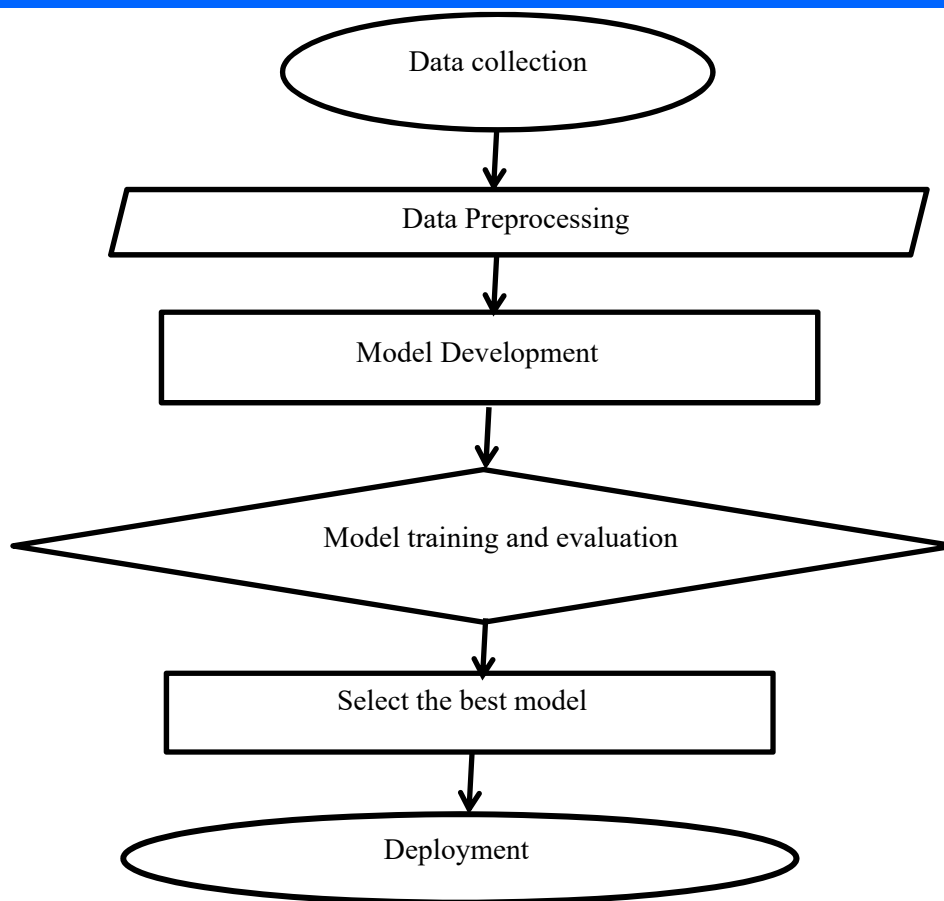 Data collection
Data Preprocessing
Model Development
Model training and evaluation
Select the best model
Deployment